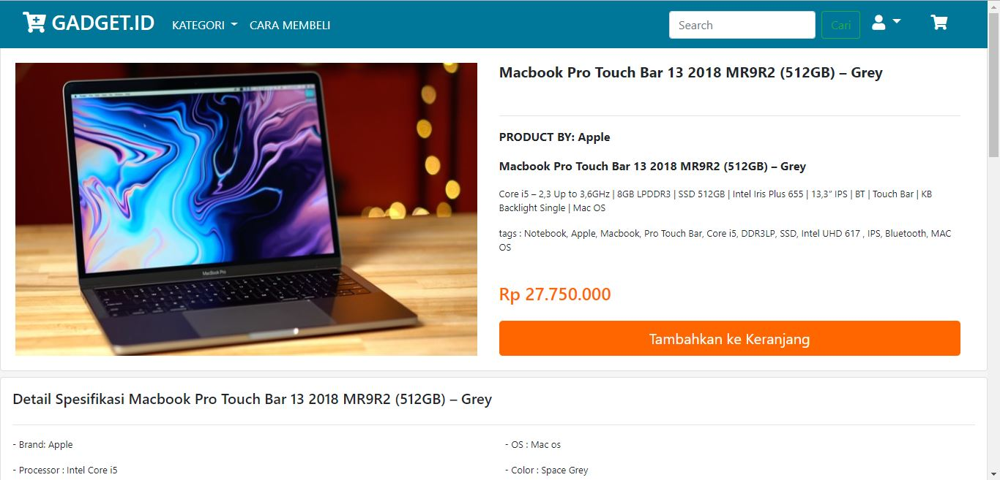 GADGET.ID KATEGORI CARA MEMBELI Search Cari
Macbook Pro Touch Bar 13 2018 MR9R2 (512GB) – Grey
PRODUCT BY: Apple
Macbook Pro Touch Bar 13 2018 MR9R2 (512GB) – Grey
Core i5 – 2,3 Up to 3,6GHz | 8GB LPDDR3 | SSD 512GB | Intel Iris Plus 655 | 13,3” IPS | BT | Touch Bar | KB
Backlight Single | Mac OS
tags : Notebook, Apple, Macbook, Pro Touch Bar, Core i5, DDR3LP, SSD, Intel UHD 617 , IPS, Bluetooth, MAC
OS
MacBook Pro
Rp 27.750.000
Tambahkan ke Keranjang
Detail Spesifikasi Macbook Pro Touch Bar 13 2018 MR9R2 (512GB) – Grey
- Brand: Apple
- OS : Mac os
- Processor : Intel Core i5
- Color : Space Grey